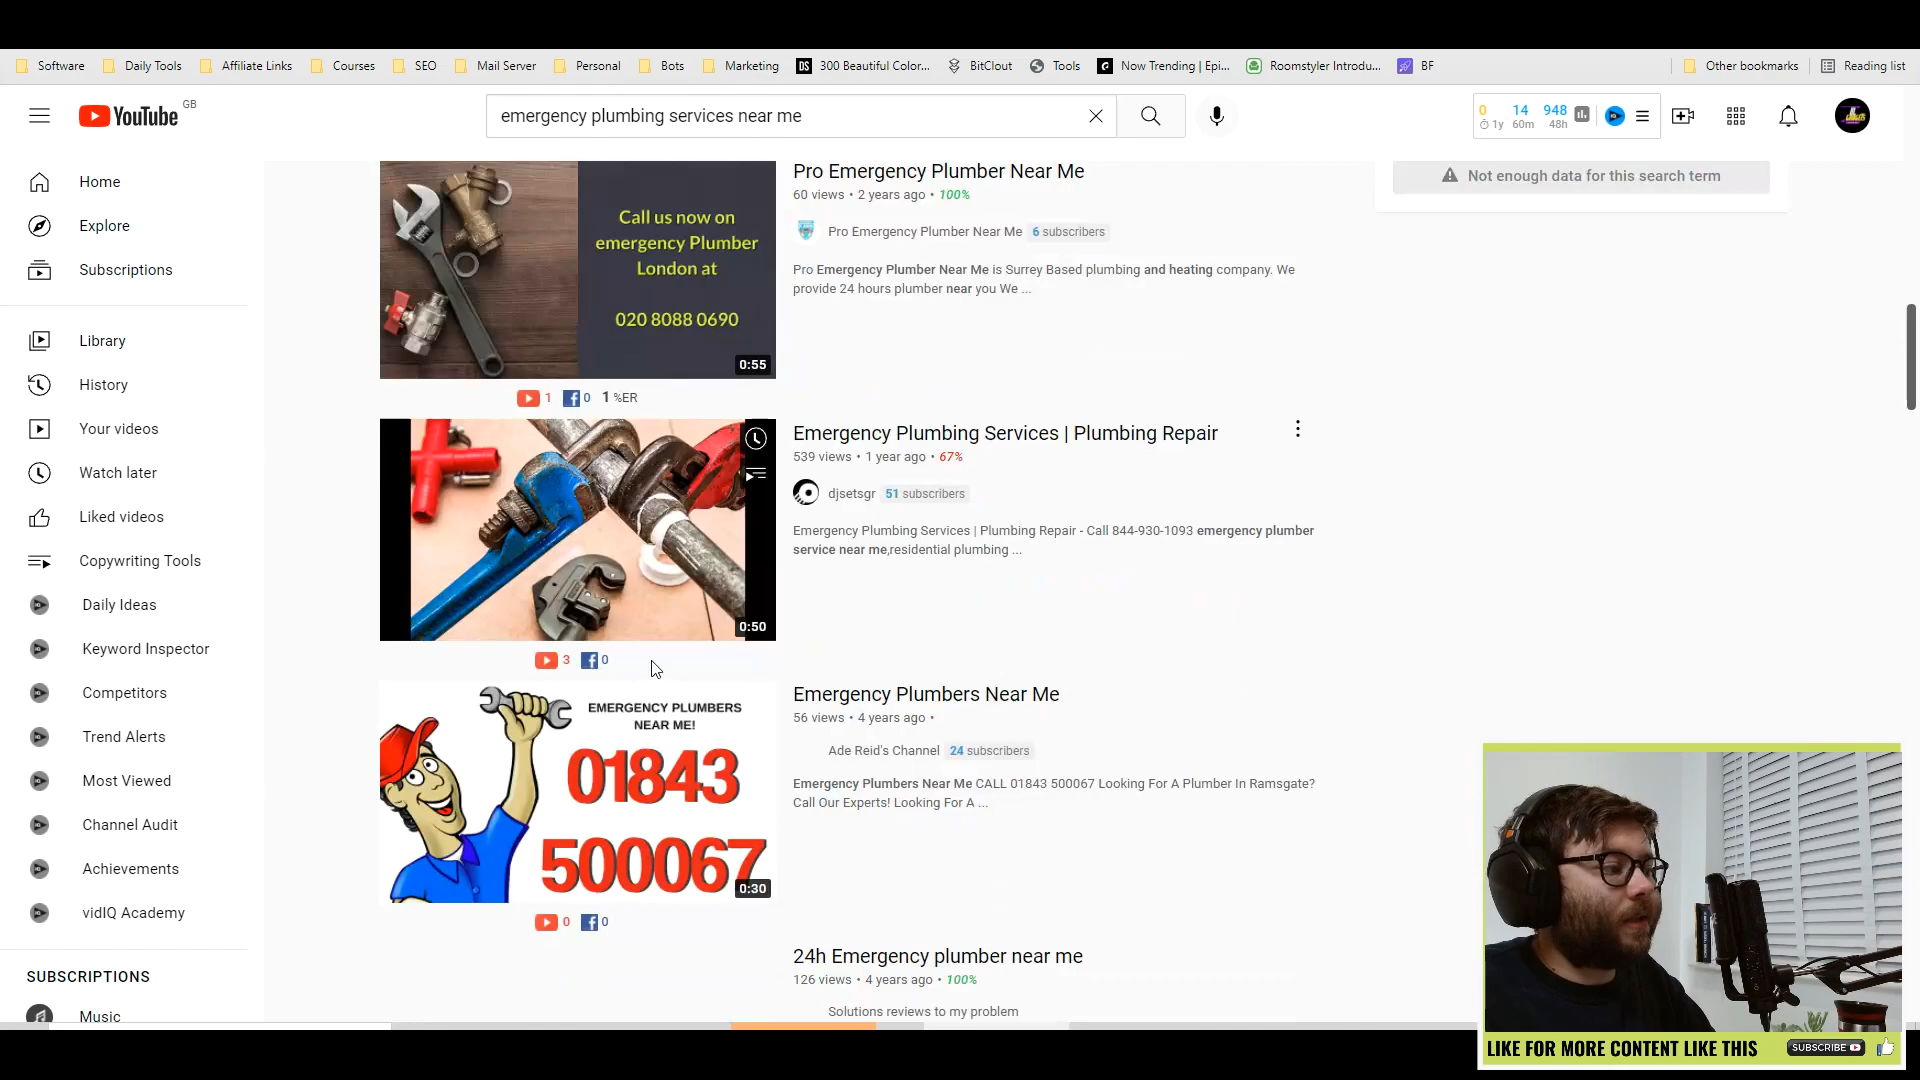 Software
Daily Tools
Affiliate Links
Courses
SEO
Mail Server
Personal
Bots
Marketing
DS 300 Beautiful Color...
BitClout
Tools
Now Trending | Epi...
Roomstyler Introdu...
BF
Other bookmarks
Reading list
YouTube GB
emergency plumbing services near me
0 14 948
1y 60m 48h
Home
Explore
Subscriptions
Library
History
Your videos
Watch later
Liked videos
Copywriting Tools
Daily Ideas
Keyword Inspector
Competitors
Trend Alerts
Most Viewed
Channel Audit
Achievements
vidIQ Academy
SUBSCRIPTIONS
Music
Call us now on
emergency Plumber
London at
020 8088 0690
0:55
1 0 1 %ER
Pro Emergency Plumber Near Me
60 views • 2 years ago • 100%
Pro Emergency Plumber Near Me 6 subscribers
Pro Emergency Plumber Near Me is Surrey Based plumbing and heating company. We
provide 24 hours plumber near you We ...
0:50
3 0
Emergency Plumbing Services | Plumbing Repair
539 views • 1 year ago • 67%
djsetsgr 51 subscribers
Emergency Plumbing Services | Plumbing Repair - Call 844-930-1093 emergency plumber
service near me,residential plumbing ...
EMERGENCY PLUMBERS
NEAR ME!
01843
500067
0:30
0 0
Emergency Plumbers Near Me
56 views • 4 years ago •
Ade Reid's Channel 24 subscribers
Emergency Plumbers Near Me CALL 01843 500067 Looking For A Plumber In Ramsgate?
Call Our Experts! Looking For A ...
24h Emergency plumber near me
126 views • 4 years ago • 100%
Solutions reviews to my problem
Not enough data for this search term
LIKE FOR MORE CONTENT LIKE THIS
SUBSCRIBE